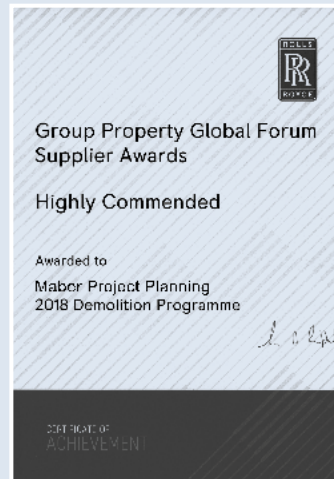 ROLLS
RR
ROYCE
Group Property Global Forum
Supplier Awards
Highly Commended
Awarded to
Mabor Project Planning
2018 Demolition Programme
CERTIFICATE OF
ACHIEVEMENT